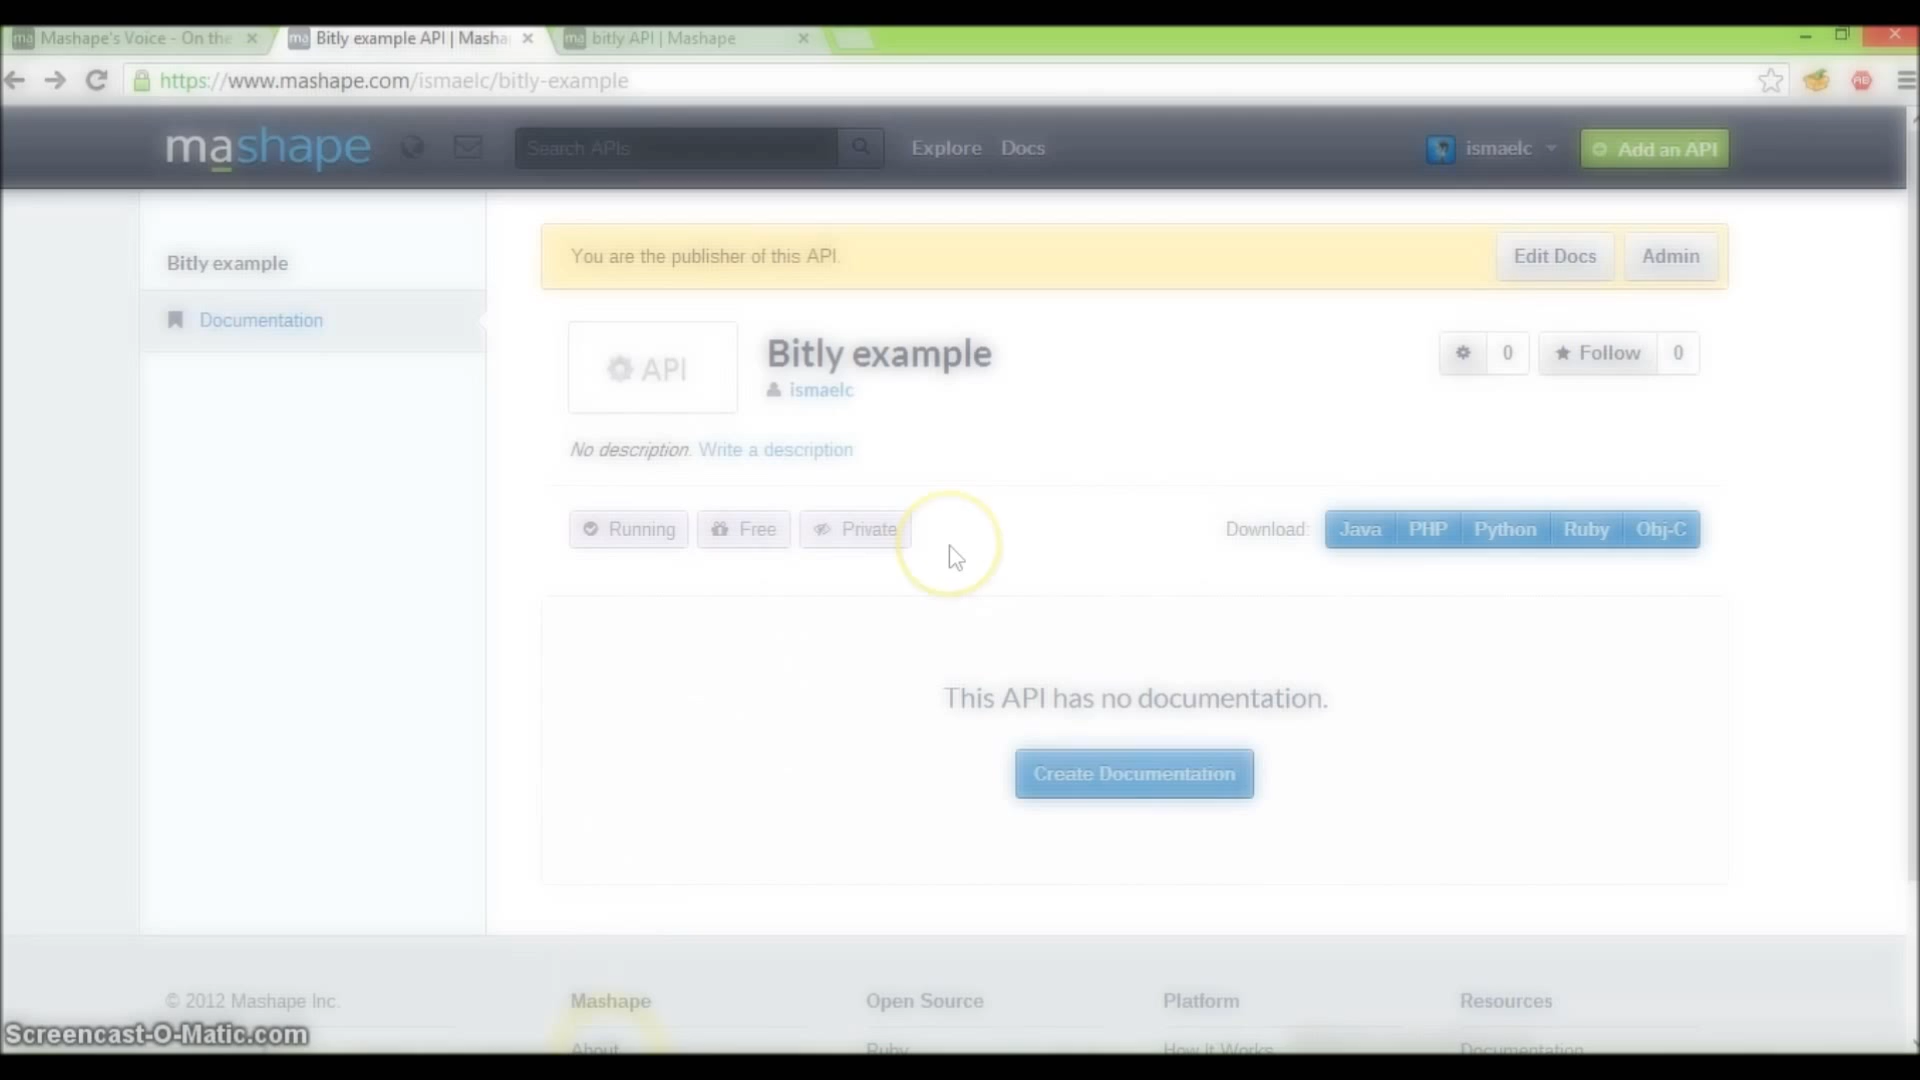 ma Mashape's Voice - On the
ma Bitly example API | Masha
ma bitly API | Mashape
https://www.mashape.com/ismaelc/bitly-example
mashape
Search APIs
Explore
Docs
ismaelc
Add an API
Bitly example
Documentation
You are the publisher of this API.
Edit Docs
Admin
API
Bitly example
ismaelc
0
Follow
0
No description. Write a description
Running
Free
Private
Download:
Java
PHP
Python
Ruby
Obj-C
This API has no documentation.
Create Documentation
© 2012 Mashape Inc.
Mashape
Open Source
Platform
Resources
About
Ruby
How It Works
Documentation
Screencast-O-Matic.com